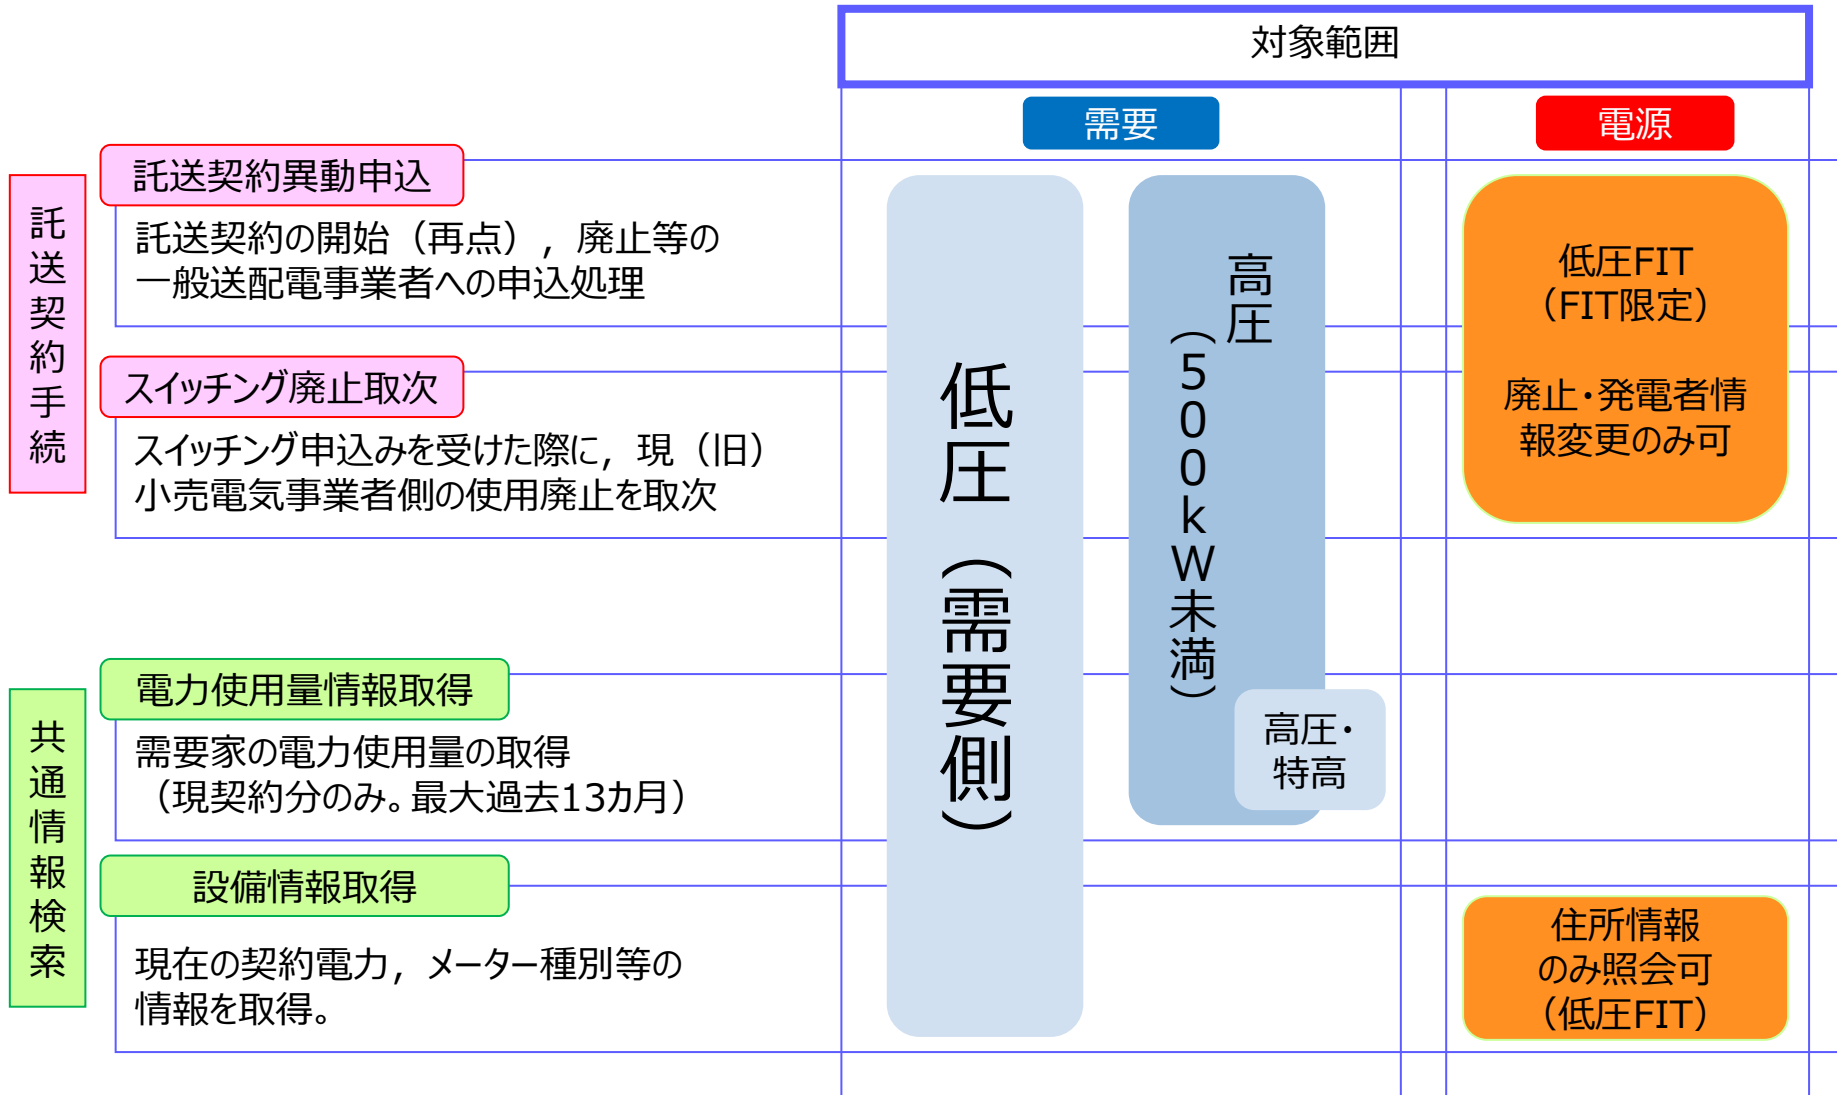 対象範囲
需要
電源
託送契約手続
託送契約異動申込
託送契約の開始（再点），廃止等の
一般送配電事業者への申込処理
スイッチング廃止取次
スイッチング申込みを受けた際に，現（旧）
小売電気事業者側の使用廃止を取次
共通情報検索
電力使用量情報取得
需要家の電力使用量の取得
（現契約分のみ。最大過去13カ月）
設備情報取得
現在の契約電力，メーター種別等の
情報を取得。
低圧（需要側）
高圧
（５００ｋＷ未満）
高圧・
特高
低圧FIT
（FIT限定）
廃止・発電者情
報変更のみ可
住所情報
のみ照会可
（低圧FIT）